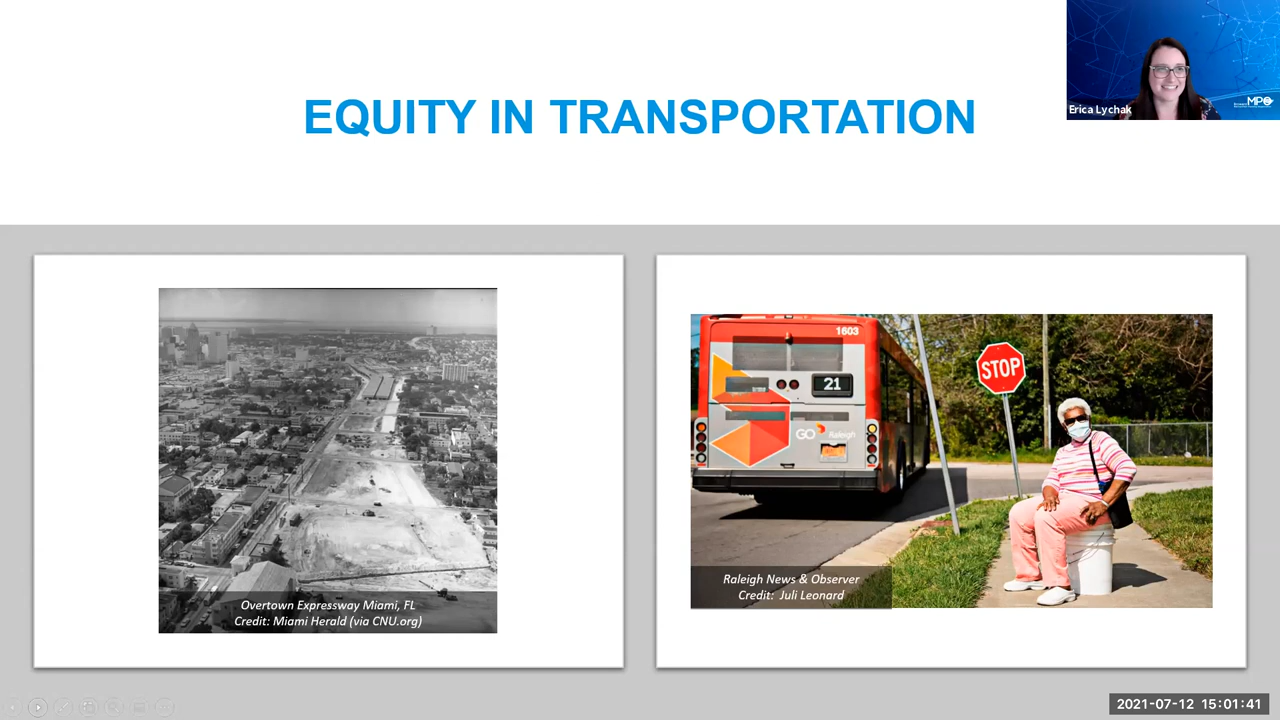 EQUITY IN TRANSPORTATION
Erica Lychak
MPO
1603
21
GO Raleigh
STOP
Overtown Expressway Miami, FL
Credit: Miami Herald (via CNU.org)
Raleigh News & Observer
Credit: Juli Leonard
2021-07-12 15:01:41